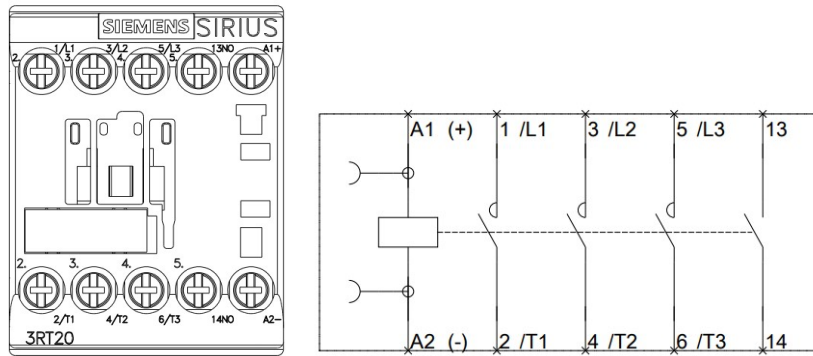 SIEMENS SIRIUS
1/L1 3/L2 5/L3 13NO A1+
2. 3. 4. 5.
2. 3. 4. 5.
2/T1 4/T2 6/T3 14NO A2-
3RT20
A1 (+) 1 /L1 3 /L2 5 /L3 13
A2 (-) 2 /T1 4 /T2 6 /T3 14